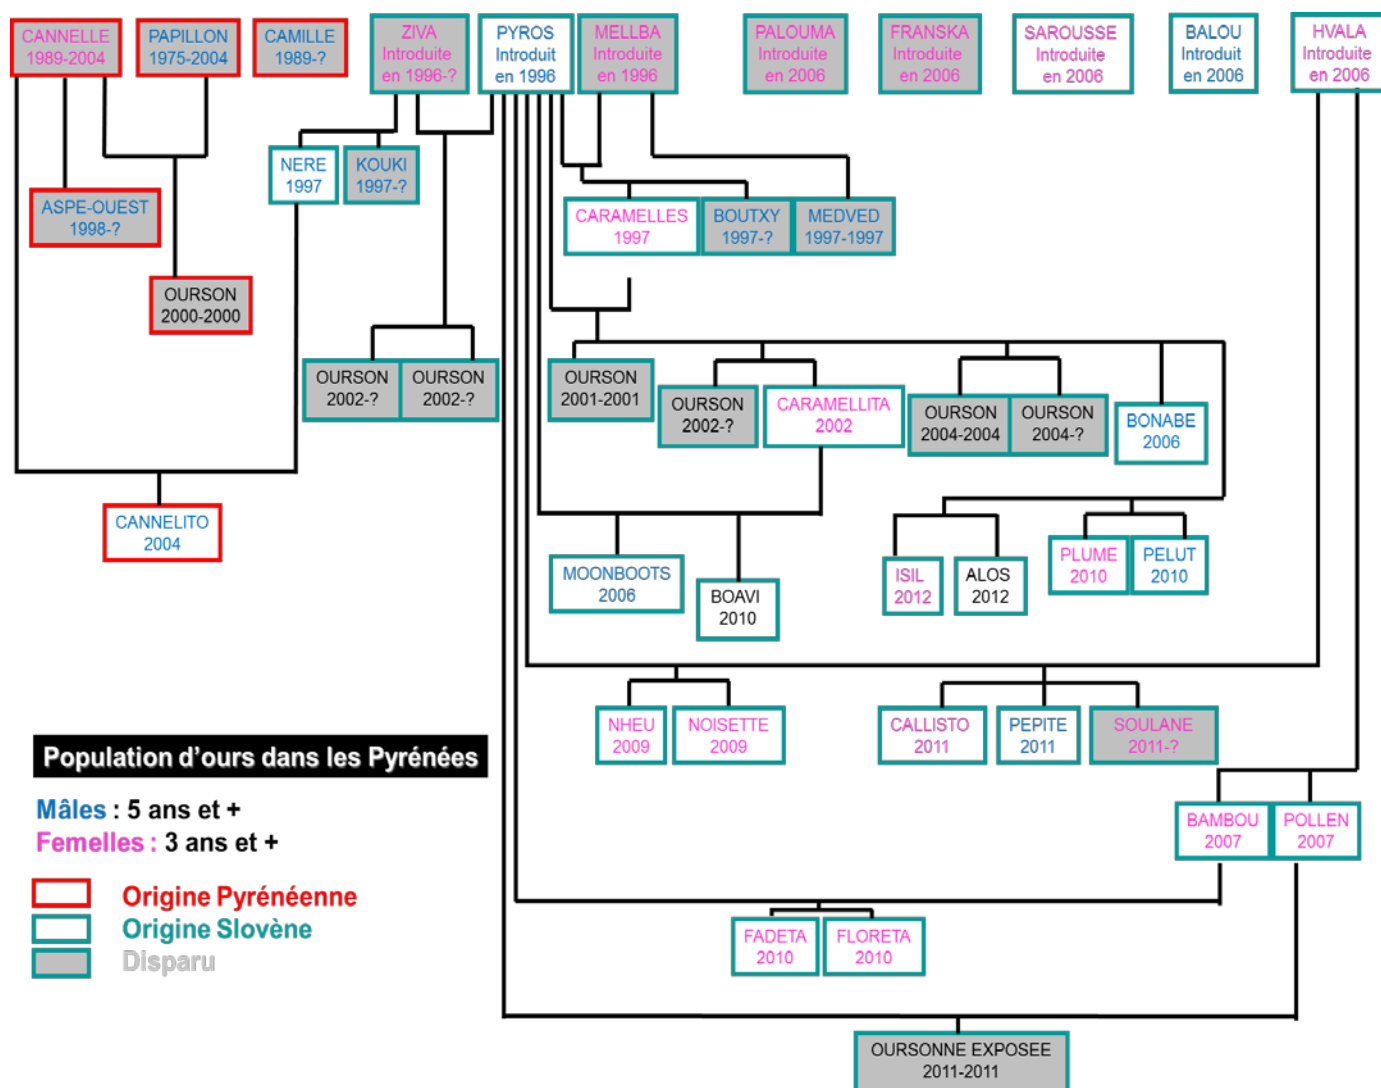 CANNELLE
1989-2004
PAPILLON
1975-2004
CAMILLE
1989-?
ZIVA
Introduite
en 1996-?
PYROS
Introduit
en 1996
MELLBA
Introduite
en 1996
PALOUMA
Introduite
en 2006
FRANSKA
Introduite
en 2006
SAROUSSE
Introduite
en 2006
BALOU
Introduit
en 2006
HVALA
Introduite
en 2006
NERE
1997
KOUKI
1997-?
ASPE-OUEST
1998-?
CARAMELLES
1997
BOUTXY
1997-?
MEDVED
1997-1997
OURSON
2000-2000
OURSON
2002-?
OURSON
2002-?
OURSON
2001-2001
OURSON
2002-?
CARAMELLITA
2002
OURSON
2004-2004
OURSON
2004-?
BONABE
2006
CANNELITO
2004
MOONBOOTS
2006
BOAVI
2010
ISIL
2012
ALOS
2012
PLUME
2010
PELUT
2010
NHEU
2009
NOISETTE
2009
CALLISTO
2011
PEPITE
2011
SOULANE
2011-?
Population d'ours dans les Pyrénées
Mâles : 5 ans et +
Femelles : 3 ans et +
Origine Pyrénéenne
Origine Slovène
Disparu
BAMBOU
2007
POLLEN
2007
FADETA
2010
FLORETA
2010
OURSONNE EXPOSEE
2011-2011